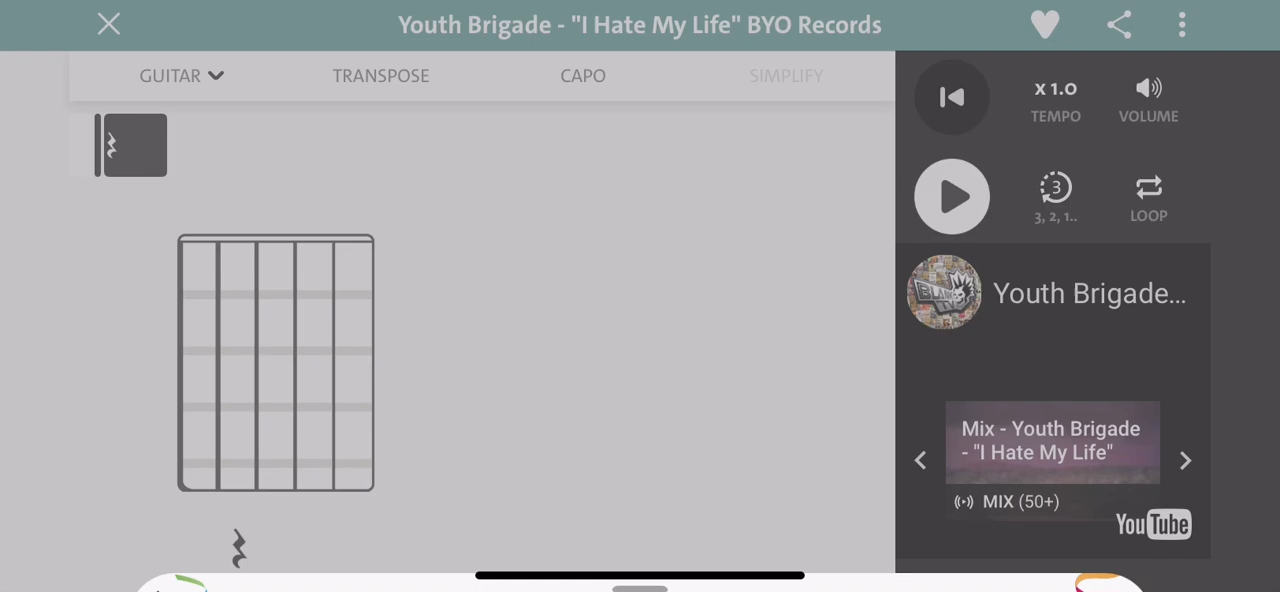 Youth Brigade - "I Hate My Life" BYO Records
GUITAR
TRANSPOSE
CAPO
SIMPLIFY
x 1.0
TEMPO
VOLUME
3
3, 2, 1..
LOOP
Youth Brigade...
Mix - Youth Brigade
- "I Hate My Life"
MIX (50+)
YouTube